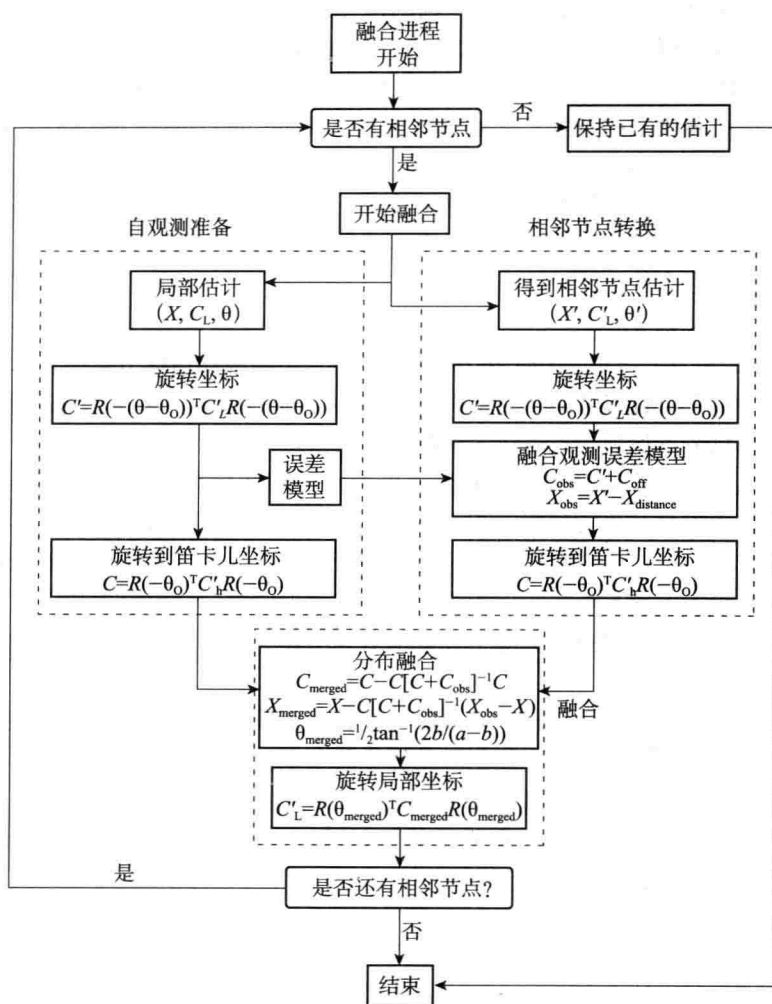 融合进程
开始
是否有相邻节点
否
保持已有的估计
是
开始融合
自观测准备
相邻节点转换
局部估计
(X, C_L, θ)
得到相邻节点估计
(X′, C′_L, θ′)
旋转坐标
C′=R(-(θ-θ_O))^T C′_L R(-(θ-θ_O))
旋转坐标
C′=R(-(θ-θ_O))^T C′_L R(-(θ-θ_O))
误差
模型
融合观测误差模型
C_obs=C′+C_off
X_obs=X′-X_distance
旋转到笛卡儿坐标
C=R(-θ_O)^T C′_h R(-θ_O)
旋转到笛卡儿坐标
C=R(-θ_O)^T C′_h R(-θ_O)
分布融合
C_merged=C-C[C+C_obs]^-1 C
X_merged=X-C[C+C_obs]^-1(X_obs-X)
θ_merged=1/2tan^-1(2b/(a-b))
融合
旋转局部坐标
C′_L=R(θ_merged)^T C_merged R(θ_merged)
是
是否还有相邻节点?
否
结束